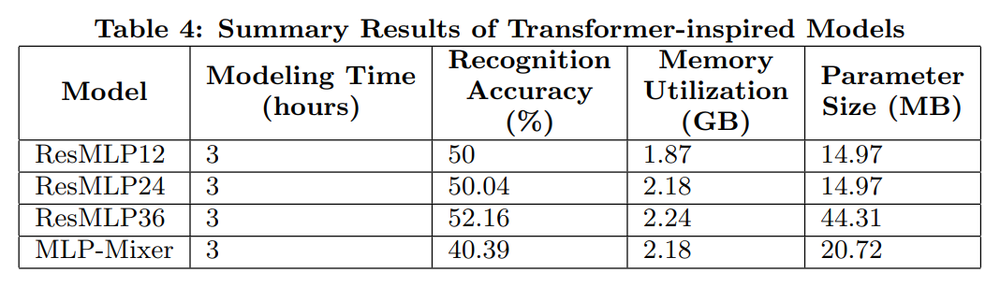 Table 4: Summary Results of Transformer-inspired Models
Model Modeling Time (hours) Recognition Accuracy (%) Memory Utilization (GB) Parameter Size (MB)
ResMLP12 3 50 1.87 14.97
ResMLP24 3 50.04 2.18 14.97
ResMLP36 3 52.16 2.24 44.31
MLP-Mixer 3 40.39 2.18 20.72